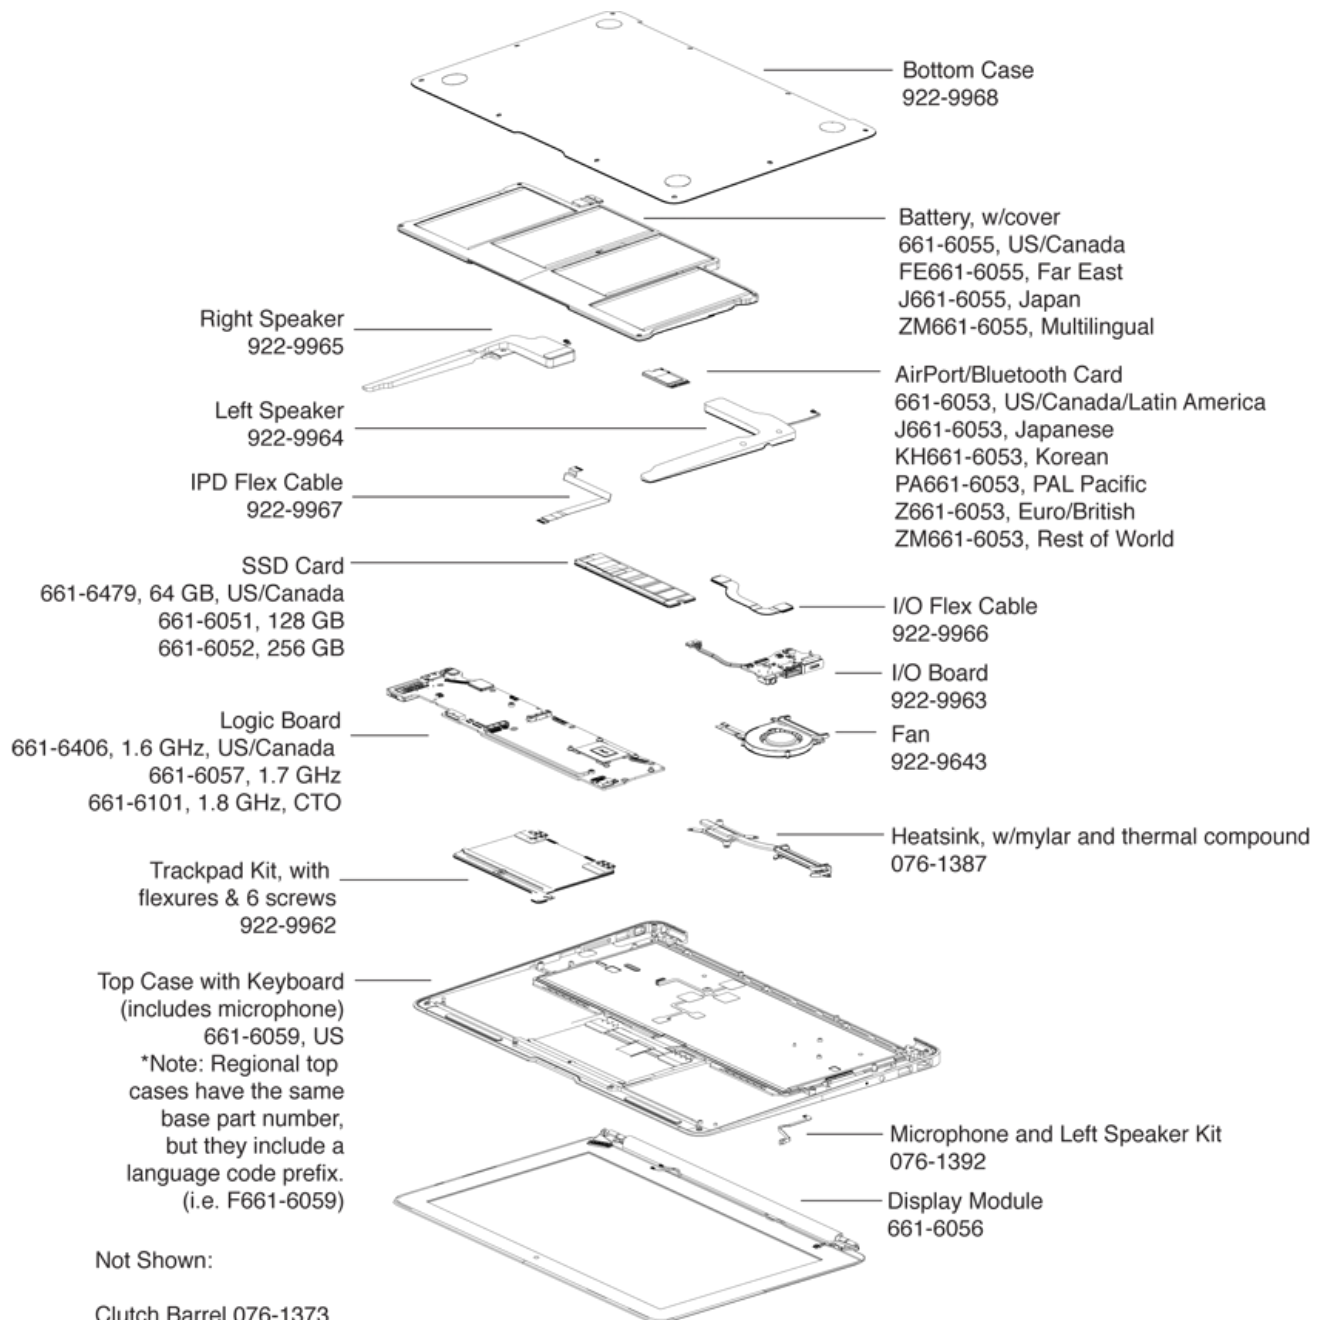 Bottom Case
922-9968
Battery, w/cover
661-6055, US/Canada
FE661-6055, Far East
J661-6055, Japan
ZM661-6055, Multilingual
Right Speaker
922-9965
AirPort/Bluetooth Card
661-6053, US/Canada/Latin America
J661-6053, Japanese
KH661-6053, Korean
PA661-6053, PAL Pacific
Z661-6053, Euro/British
ZM661-6053, Rest of World
Left Speaker
922-9964
IPD Flex Cable
922-9967
SSD Card
661-6479, 64 GB, US/Canada
661-6051, 128 GB
661-6052, 256 GB
I/O Flex Cable
922-9966
I/O Board
922-9963
Logic Board
661-6406, 1.6 GHz, US/Canada
661-6057, 1.7 GHz
661-6101, 1.8 GHz, CTO
Fan
922-9643
Heatsink, w/mylar and thermal compound
076-1387
Trackpad Kit, with
flexures & 6 screws
922-9962
Top Case with Keyboard
(includes microphone)
661-6059, US
*Note: Regional top
cases have the same
base part number,
but they include a
language code prefix.
(i.e. F661-6059)
Microphone and Left Speaker Kit
076-1392
Display Module
661-6056
Not Shown:
Clutch Barrel 076-1373